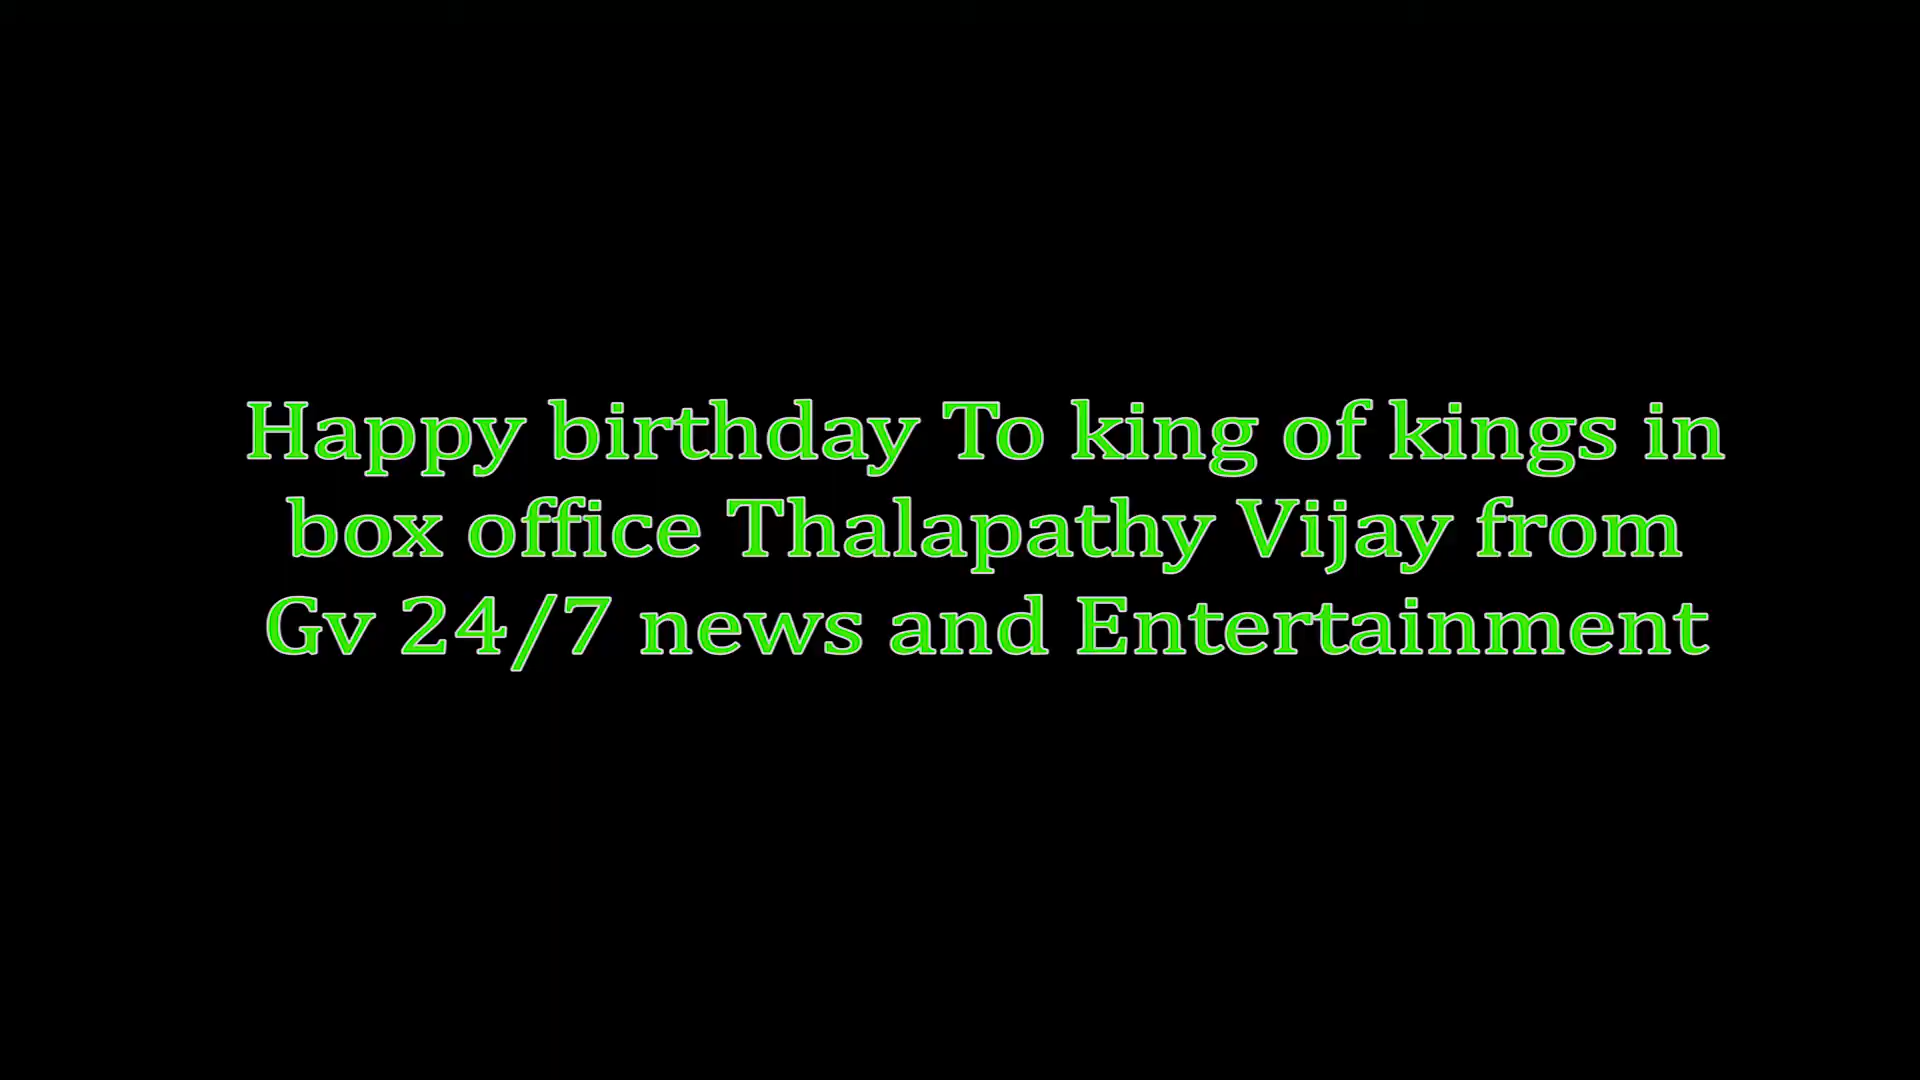 Happy birthday To king of kings in
box office Thalapathy Vijay from
Gv 24/7 news and Entertainment